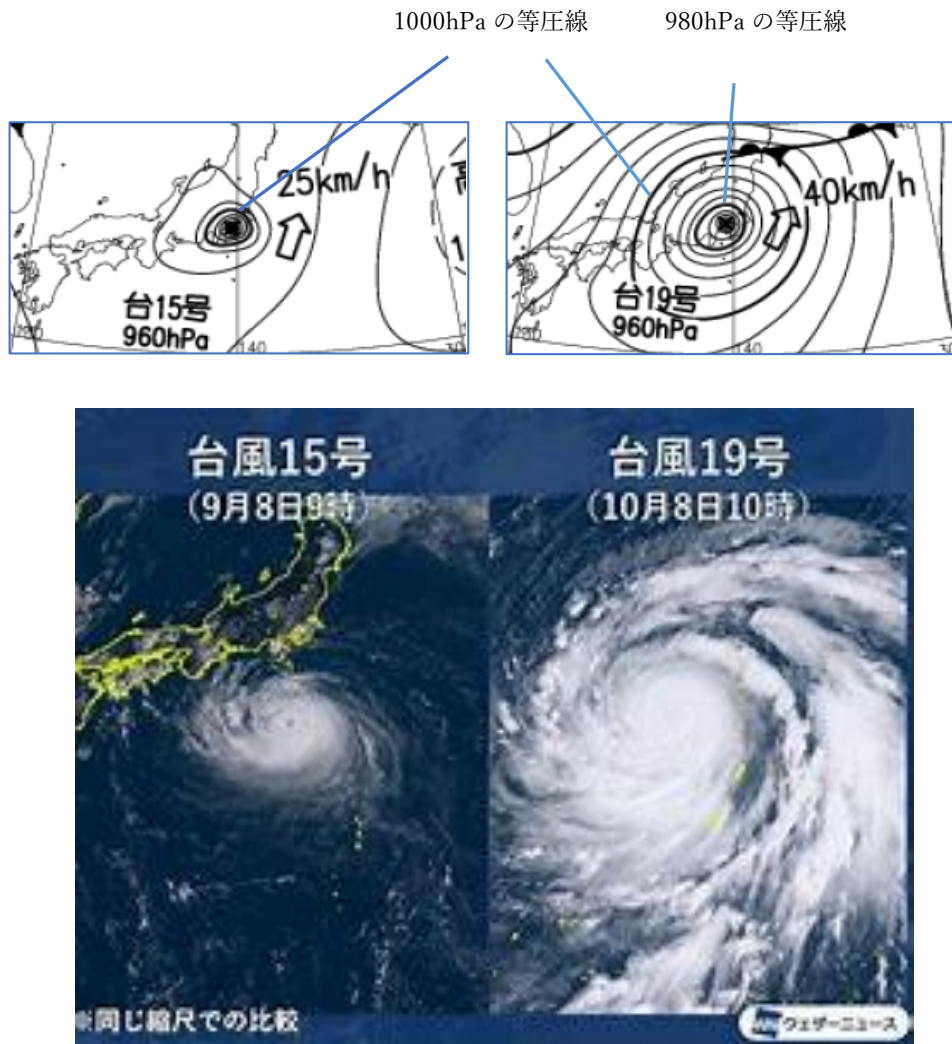 1000hPa の等圧線
980hPa の等圧線
25km/h
高
台15号
960hPa
140
40km/h
台19号
960hPa
140
台風15号
(9月8日9時)
台風19号
(10月8日10時)
※同じ縮尺での比較
ウェザーニュース